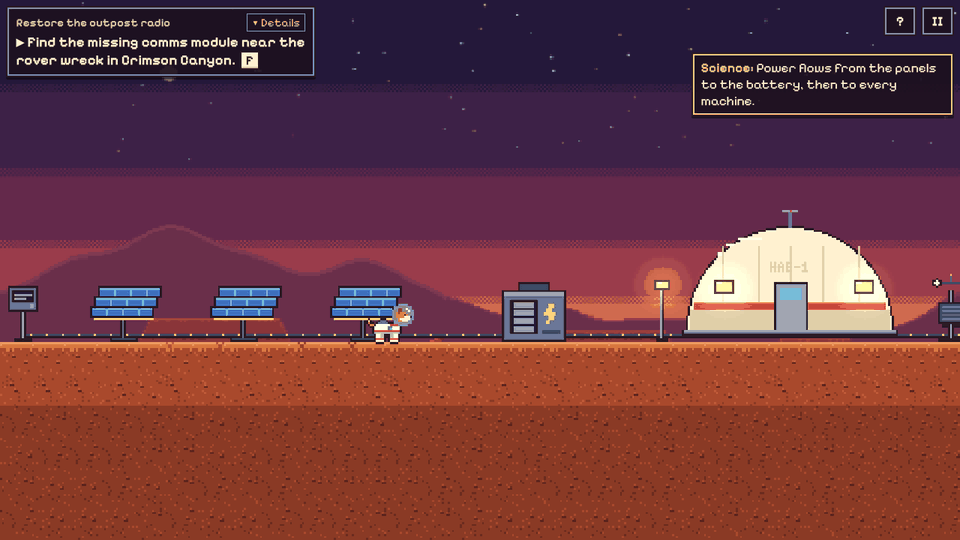 Restore the outpost radio
▾ Details
▶ Find the missing comms module near the
rover wreck in Crimson Canyon. F
?
II
Science: Power flows from the panels
to the battery, then to every
machine.
HAB-1